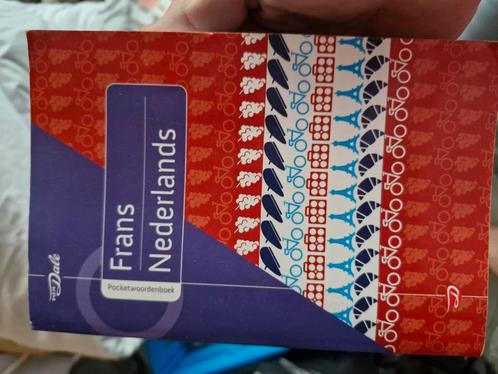 van Dale
Frans
Nederlands
Pocketwoordenboek